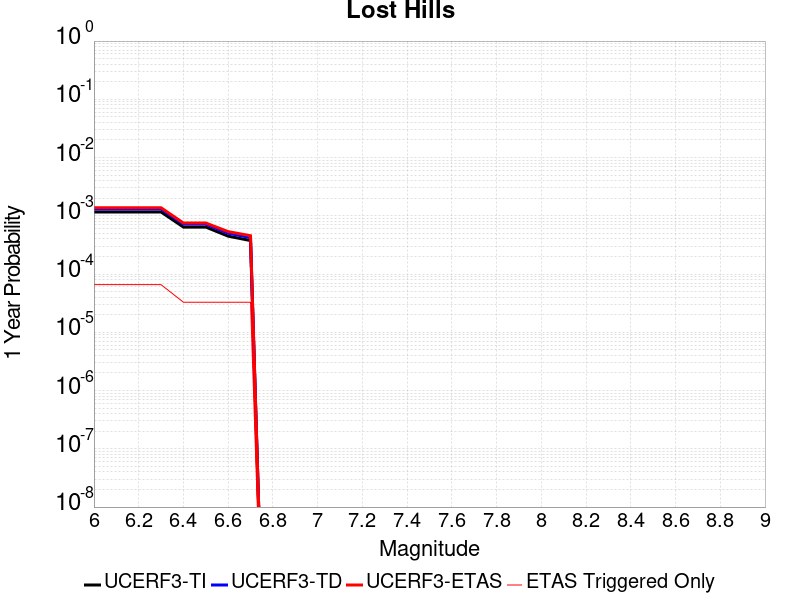 Lost Hills
10^0
10^-1
10^-2
10^-3
10^-4
10^-5
10^-6
10^-7
10^-8
1 Year Probability
6 6.2 6.4 6.6 6.8 7 7.2 7.4 7.6 7.8 8 8.2 8.4 8.6 8.8 9
Magnitude
UCERF3-TI UCERF3-TD UCERF3-ETAS ETAS Triggered Only